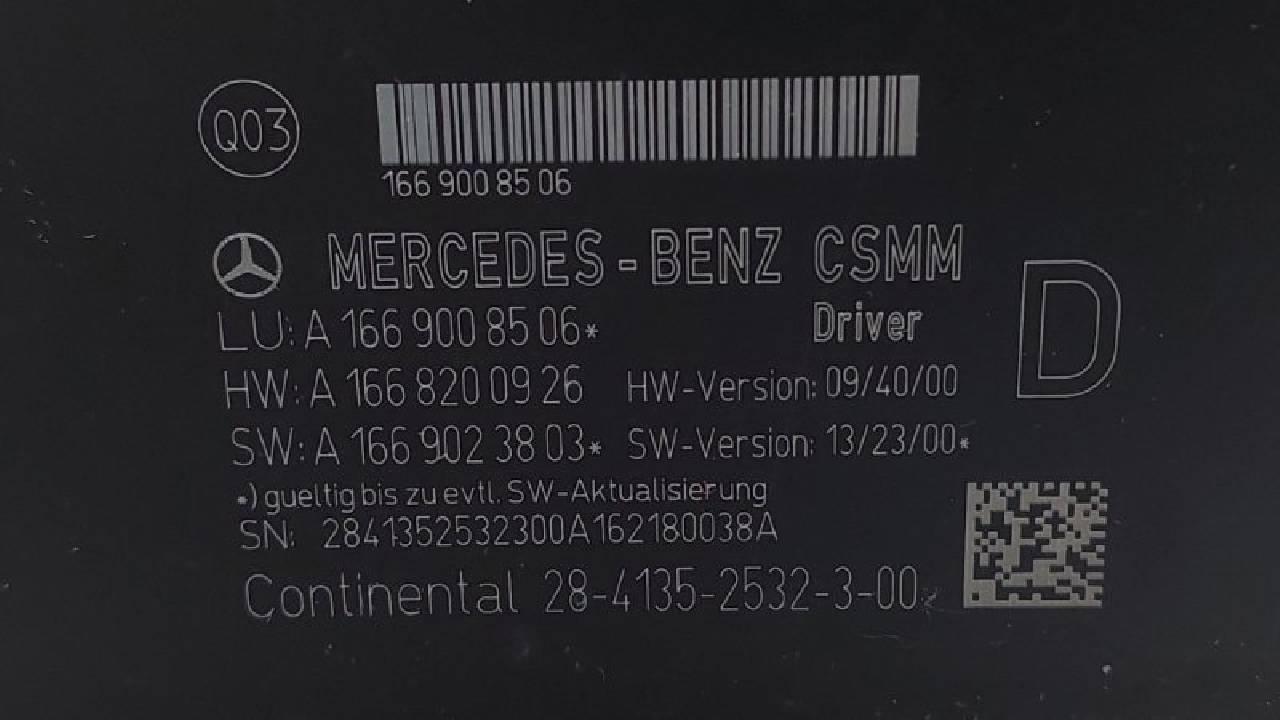 Q03
166 900 85 06
MERCEDES-BENZ CSMM
Driver
D
LU: A 166 900 85 06*
HW: A 166 820 09 26 HW-Version: 09/40/00
SW: A 166 902 38 03* SW-Version: 13/23/00*
*) gueltig bis zu evtl. SW-Aktualisierung
SN: 2841352532300A162180038A
Continental 28-4135-2532-3-00